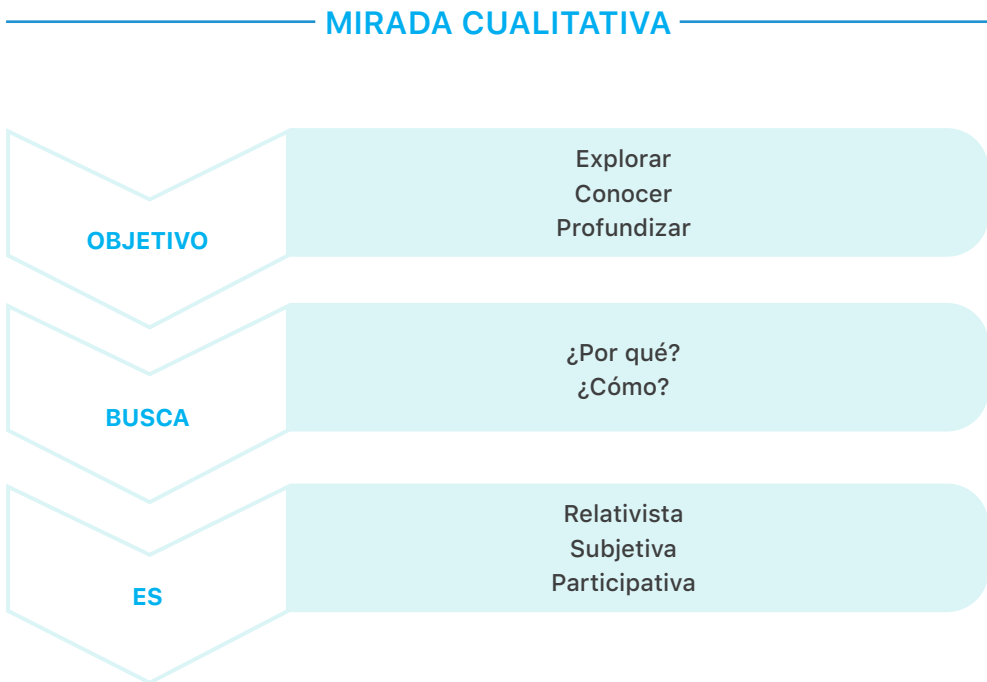 MIRADA CUALITATIVA
OBJETIVO
Explorar
Conocer
Profundizar
BUSCA
¿Por qué?
¿Cómo?
ES
Relativista
Subjetiva
Participativa